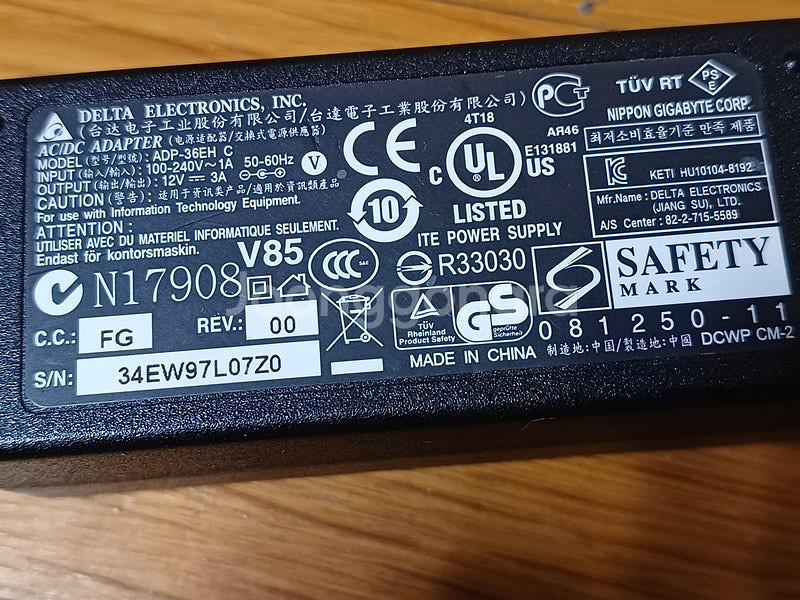 DELTA ELECTRONICS, INC.
(台达电子工业股份有限公司/台達電子工業股份有限公司)
AC/DC ADAPTER (电源适配器/交換式電源供應器)
MODEL (型号/型號): ADP-36EH C
INPUT (输入/輸入): 100-240V~1A 50-60Hz V
OUTPUT (输出/輸出): 12V ⎓ 3A
CAUTION (警告): 适用于资讯类产品/適用於資訊類產品
For use with Information Technology Equipment.
ATTENTION :
UTILISER AVEC DU MATERIEL INFORMATIQUE SEULEMENT.
Endast för kontorsmaskin.
CE
10
PCT
4T18
AR46
E131881
C UL US
LISTED
ITE POWER SUPPLY
TÜV RT
PS
E
NIPPON GIGABYTE CORP.
최저소비효율기준 만족 제품
KETI HU10104-8192
Mfr.Name : DELTA ELECTRONICS
(JIANG SU), LTD.
A/S Center : 82-2-715-5589
N17908
V85
CCC S&E
R33030
SAFETY
MARK
TÜV
Rheinland
Product Safety
GS
geprüfte
Sicherheit
081250-11
C.C.: FG
REV.: 00
MADE IN CHINA 制造地:中国/製造地:中國 DCWP CM-2
S/N: 34EW97L07Z0
Joonggonara